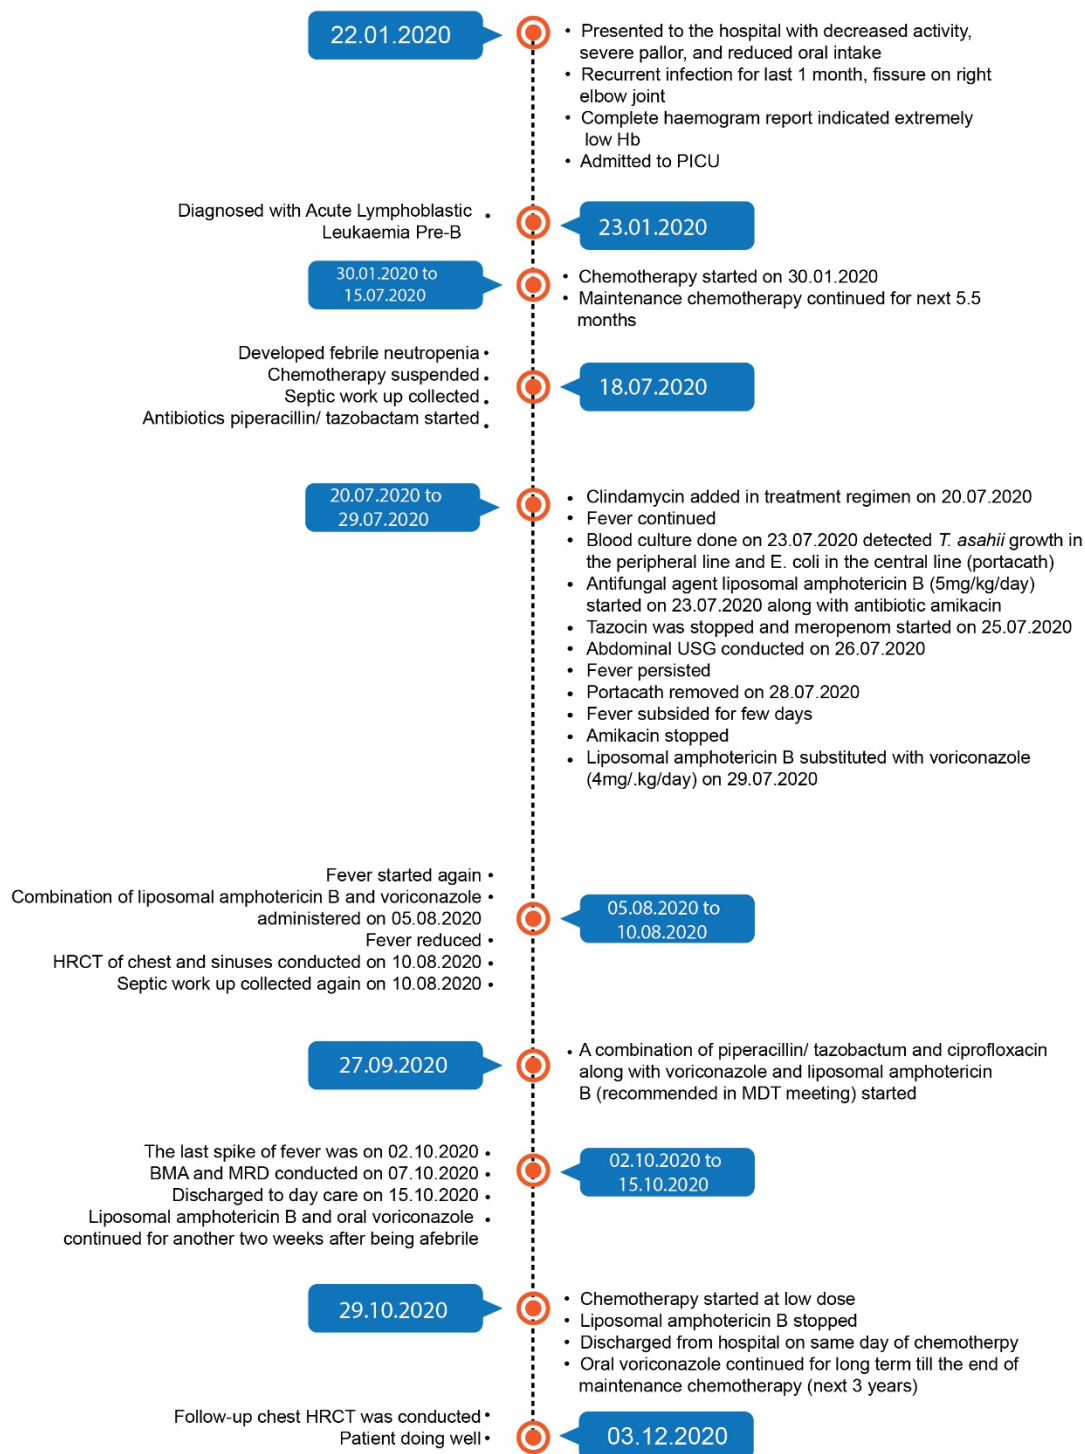 22.01.2020
• Presented to the hospital with decreased activity,
severe pallor, and reduced oral intake
• Recurrent infection for last 1 month, fissure on right
elbow joint
• Complete haemogram report indicated extremely
low Hb
• Admitted to PICU
Diagnosed with Acute Lymphoblastic •
Leukaemia Pre-B
23.01.2020
30.01.2020 to
15.07.2020
• Chemotherapy started on 30.01.2020
• Maintenance chemotherapy continued for next 5.5
months
Developed febrile neutropenia •
Chemotherapy suspended •
Septic work up collected •
Antibiotics piperacillin/ tazobactam started •
18.07.2020
20.07.2020 to
29.07.2020
• Clindamycin added in treatment regimen on 20.07.2020
• Fever continued
• Blood culture done on 23.07.2020 detected T. asahii growth in
the peripheral line and E. coli in the central line (portacath)
• Antifungal agent liposomal amphotericin B (5mg/kg/day)
started on 23.07.2020 along with antibiotic amikacin
• Tazocin was stopped and meropenom started on 25.07.2020
• Abdominal USG conducted on 26.07.2020
• Fever persisted
• Portacath removed on 28.07.2020
• Fever subsided for few days
• Amikacin stopped
• Liposomal amphotericin B substituted with voriconazole
(4mg/.kg/day) on 29.07.2020
Fever started again •
Combination of liposomal amphotericin B and voriconazole •
administered on 05.08.2020
Fever reduced •
HRCT of chest and sinuses conducted on 10.08.2020 •
Septic work up collected again on 10.08.2020 •
05.08.2020 to
10.08.2020
27.09.2020
• A combination of piperacillin/ tazobactum and ciprofloxacin
along with voriconazole and liposomal amphotericin
B (recommended in MDT meeting) started
The last spike of fever was on 02.10.2020 •
BMA and MRD conducted on 07.10.2020 •
Discharged to day care on 15.10.2020 •
Liposomal amphotericin B and oral voriconazole •
continued for another two weeks after being afebrile
02.10.2020 to
15.10.2020
29.10.2020
• Chemotherapy started at low dose
• Liposomal amphotericin B stopped
• Discharged from hospital on same day of chemotherpy
• Oral voriconazole continued for long term till the end of
maintenance chemotherapy (next 3 years)
Follow-up chest HRCT was conducted •
Patient doing well •
03.12.2020